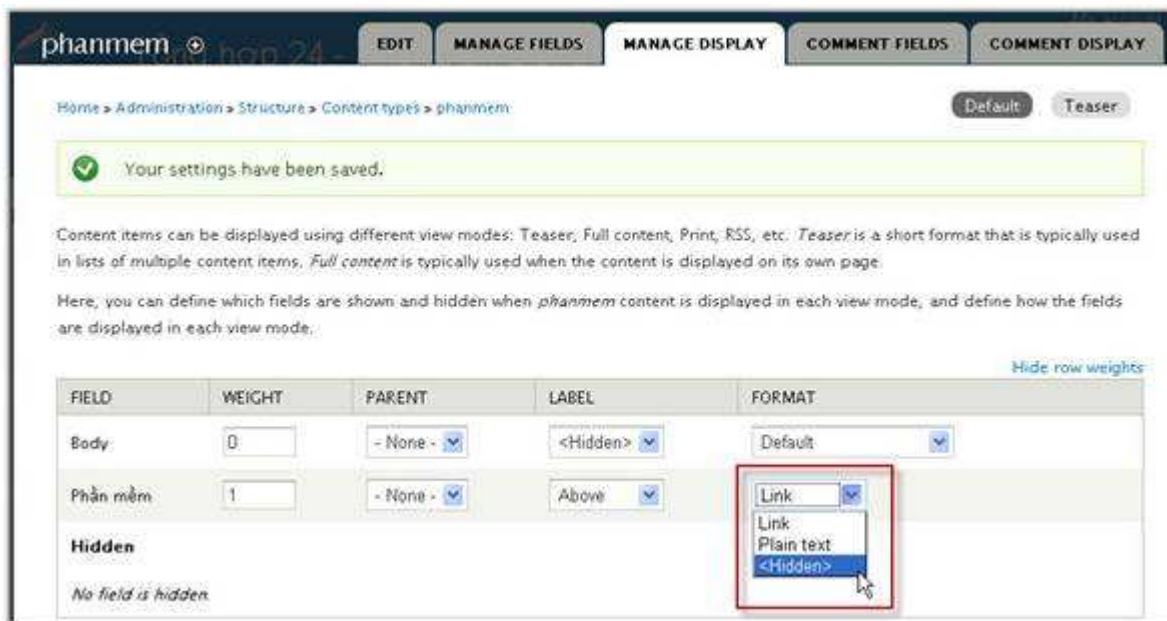 phanmem
EDIT
MANAGE FIELDS
MANAGE DISPLAY
COMMENT FIELDS
COMMENT DISPLAY
Home » Administration » Structure » Content types » phanmem
Default
Teaser
Your settings have been saved.
Content items can be displayed using different view modes: Teaser, Full content, Print, RSS, etc. Teaser is a short format that is typically used
in lists of multiple content items. Full content is typically used when the content is displayed on its own page.
Here, you can define which fields are shown and hidden when phanmem content is displayed in each view mode, and define how the fields
are displayed in each view mode.
Hide row weights
FIELD WEIGHT PARENT LABEL FORMAT
Body 0 - None - <Hidden> Default
Phần mềm 1 - None - Above Link
Link
Plain text
<Hidden>
Hidden
No field is hidden.